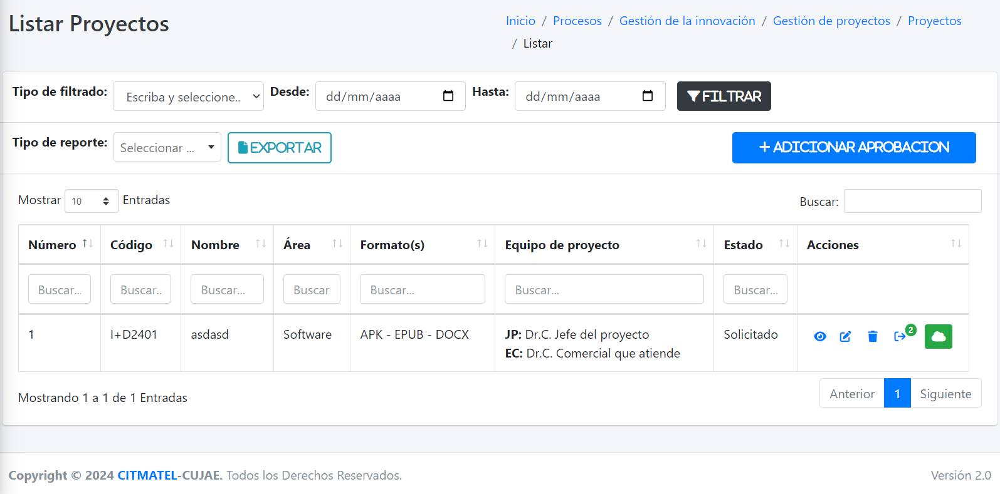 Listar Proyectos
Inicio / Procesos / Gestión de la innovación / Gestión de proyectos / Proyectos
/ Listar
Tipo de filtrado: Escriba y seleccione.. Desde: dd/mm/aaaa Hasta: dd/mm/aaaa FILTRAR
Tipo de reporte: Seleccionar ... EXPORTAR + ADICIONAR APROBACION
Mostrar 10 Entradas Buscar:
Número Código Nombre Área Formato(s) Equipo de proyecto Estado Acciones
Buscar... Buscar.. Buscar... Buscar Buscar... Buscar... Buscar...
1 I+D2401 asdasd Software APK - EPUB - DOCX JP: Dr.C. Jefe del proyecto Solicitado 2
EC: Dr.C. Comercial que atiende
Mostrando 1 a 1 de 1 Entradas Anterior 1 Siguiente
Copyright © 2024 CITMATEL-CUJAE. Todos los Derechos Reservados. Versión 2.0